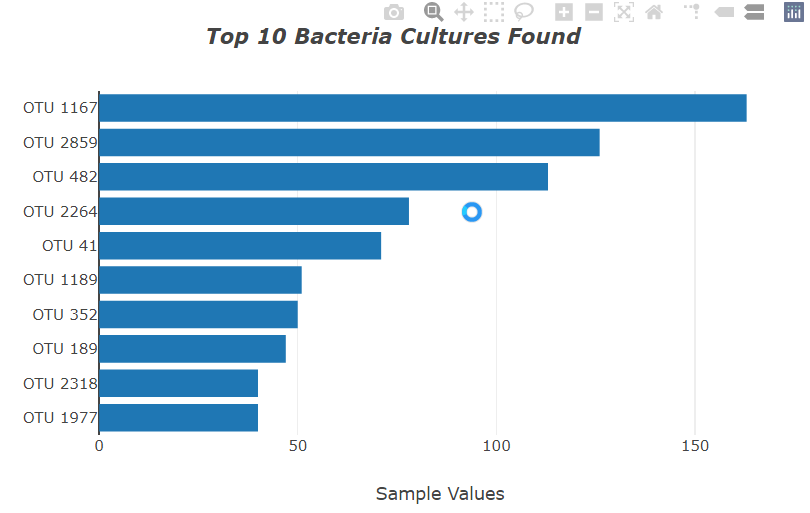 Top 10 Bacteria Cultures Found
OTU 1167
OTU 2859
OTU 482
OTU 2264
OTU 41
OTU 1189
OTU 352
OTU 189
OTU 2318
OTU 1977
0 50 100 150
Sample Values